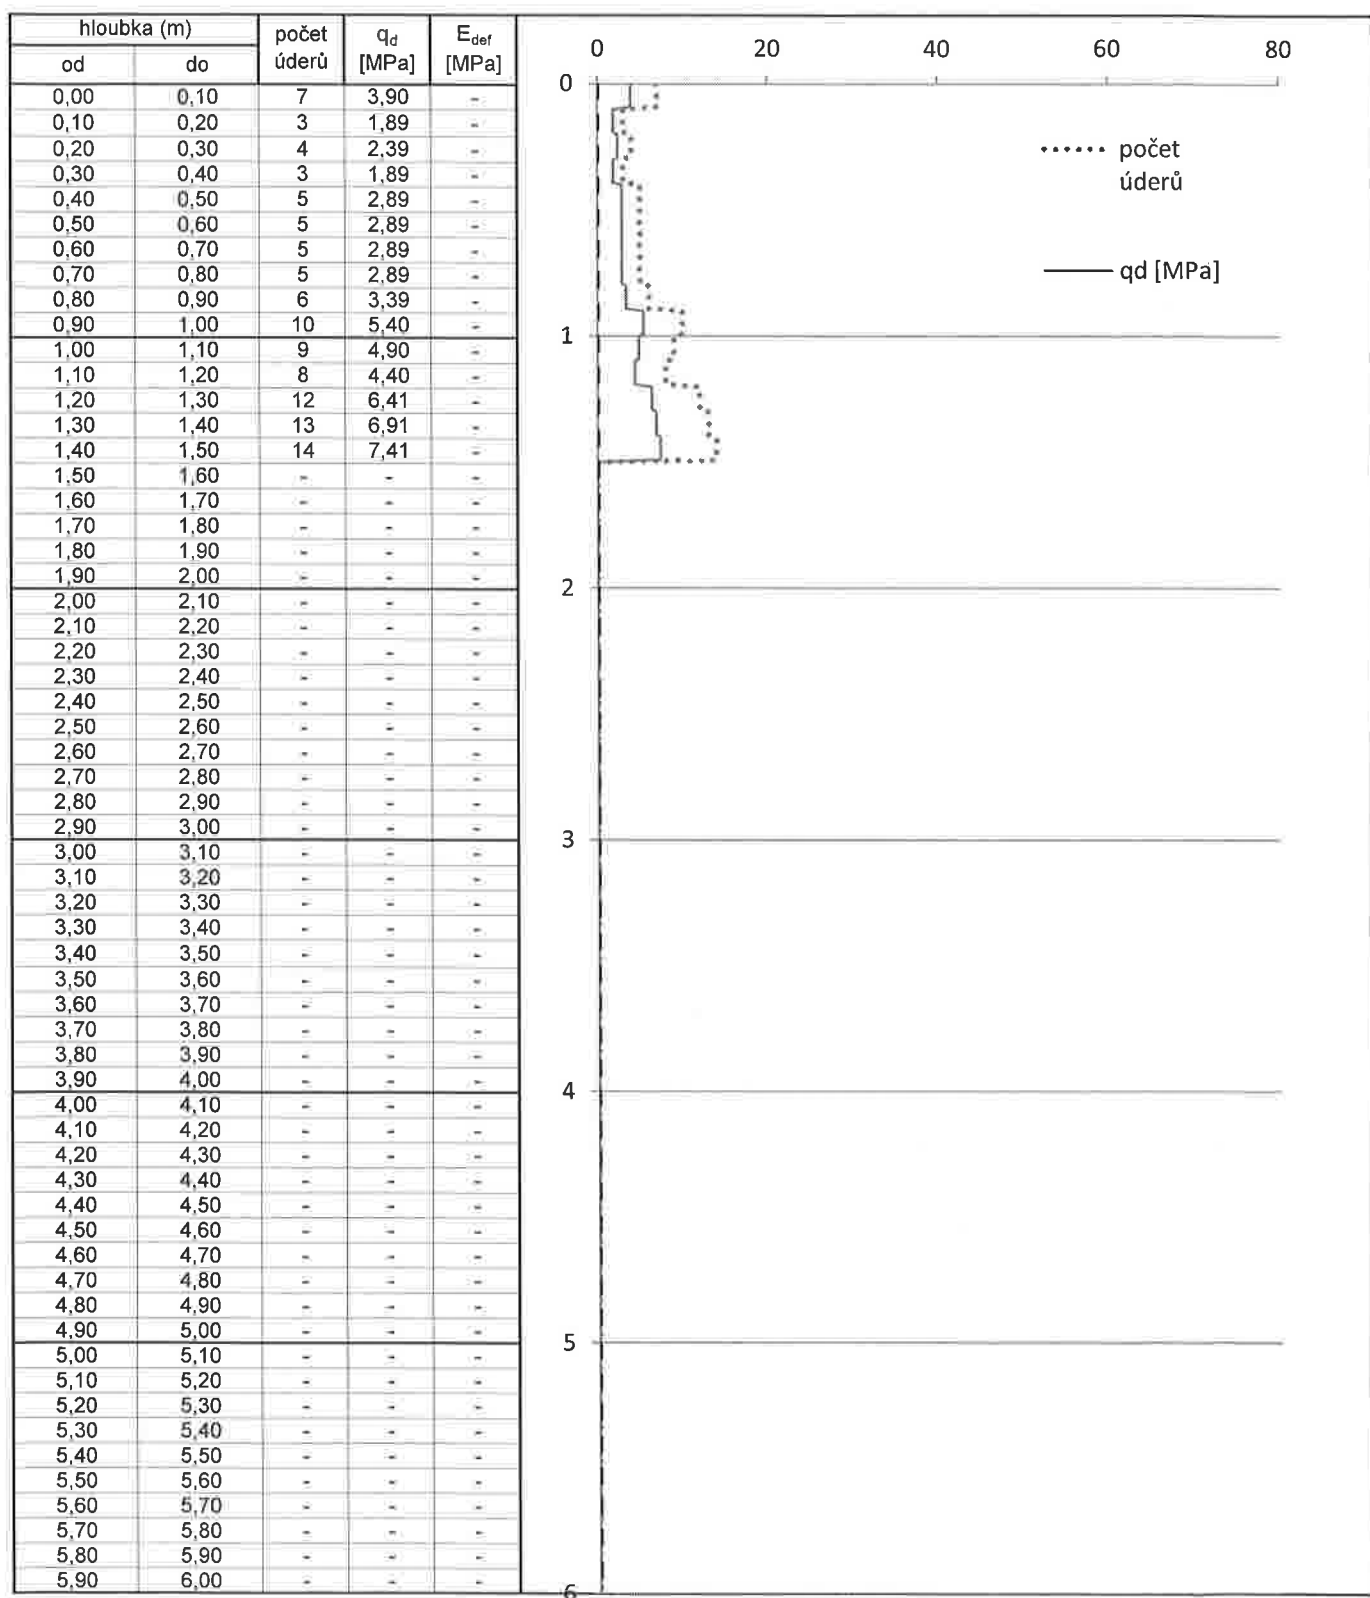 hloubka (m) počet úderů qd [MPa] Edef [MPa]
od do
0,00 0,10 7 3,90 -
0,10 0,20 3 1,89 -
0,20 0,30 4 2,39 -
0,30 0,40 3 1,89 -
0,40 0,50 5 2,89 -
0,50 0,60 5 2,89 -
0,60 0,70 5 2,89 -
0,70 0,80 5 2,89 -
0,80 0,90 6 3,39 -
0,90 1,00 10 5,40 -
1,00 1,10 9 4,90 -
1,10 1,20 8 4,40 -
1,20 1,30 12 6,41 -
1,30 1,40 13 6,91 -
1,40 1,50 14 7,41 -
1,50 1,60 - - -
1,60 1,70 - - -
1,70 1,80 - - -
1,80 1,90 - - -
1,90 2,00 - - -
2,00 2,10 - - -
2,10 2,20 - - -
2,20 2,30 - - -
2,30 2,40 - - -
2,40 2,50 - - -
2,50 2,60 - - -
2,60 2,70 - - -
2,70 2,80 - - -
2,80 2,90 - - -
2,90 3,00 - - -
3,00 3,10 - - -
3,10 3,20 - - -
3,20 3,30 - - -
3,30 3,40 - - -
3,40 3,50 - - -
3,50 3,60 - - -
3,60 3,70 - - -
3,70 3,80 - - -
3,80 3,90 - - -
3,90 4,00 - - -
4,00 4,10 - - -
4,10 4,20 - - -
4,20 4,30 - - -
4,30 4,40 - - -
4,40 4,50 - - -
4,50 4,60 - - -
4,60 4,70 - - -
4,70 4,80 - - -
4,80 4,90 - - -
4,90 5,00 - - -
5,00 5,10 - - -
5,10 5,20 - - -
5,20 5,30 - - -
5,30 5,40 - - -
5,40 5,50 - - -
5,50 5,60 - - -
5,60 5,70 - - -
5,70 5,80 - - -
5,80 5,90 - - -
5,90 6,00 - - -
0 20 40 60 80
0
1
2
3
4
5
6
počet
úderů
qd [MPa]